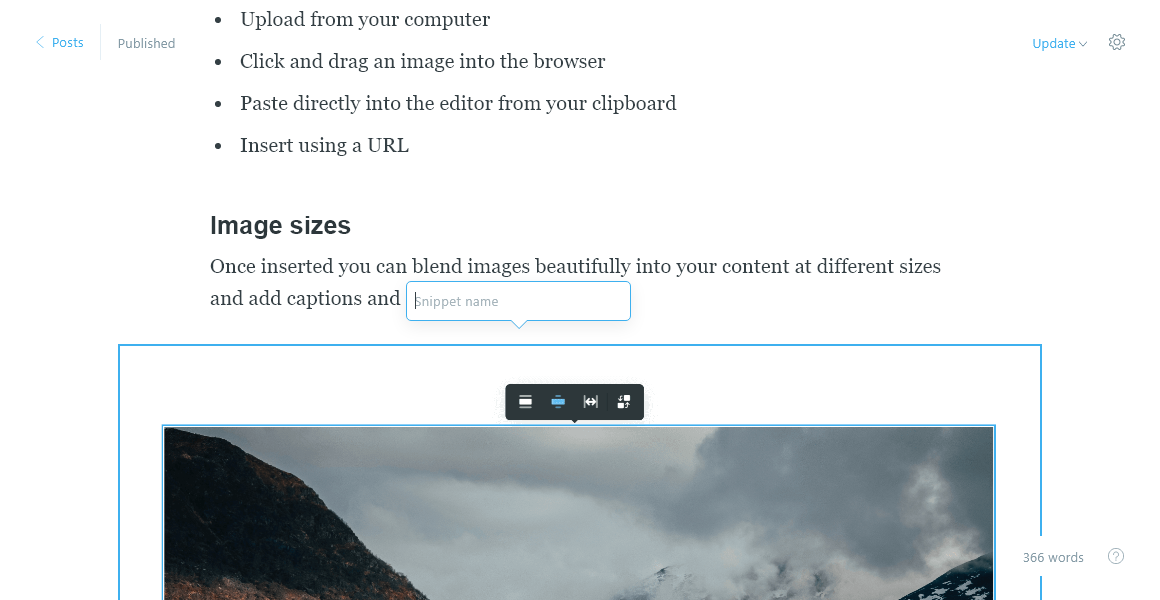 Upload from your computer
Posts
Published
Update
Click and drag an image into the browser
Paste directly into the editor from your clipboard
Insert using a URL
Image sizes
Once inserted you can blend images beautifully into your content at different sizes
and add captions and
Snippet name
366 words
?